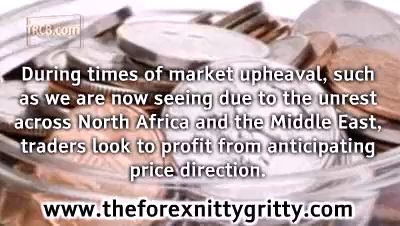 iRCB.com
During times of market upheaval, such
as we are now seeing due to the unrest
across North Africa and the Middle East,
traders look to profit from anticipating
price direction.
www.theforexnittygritty.com